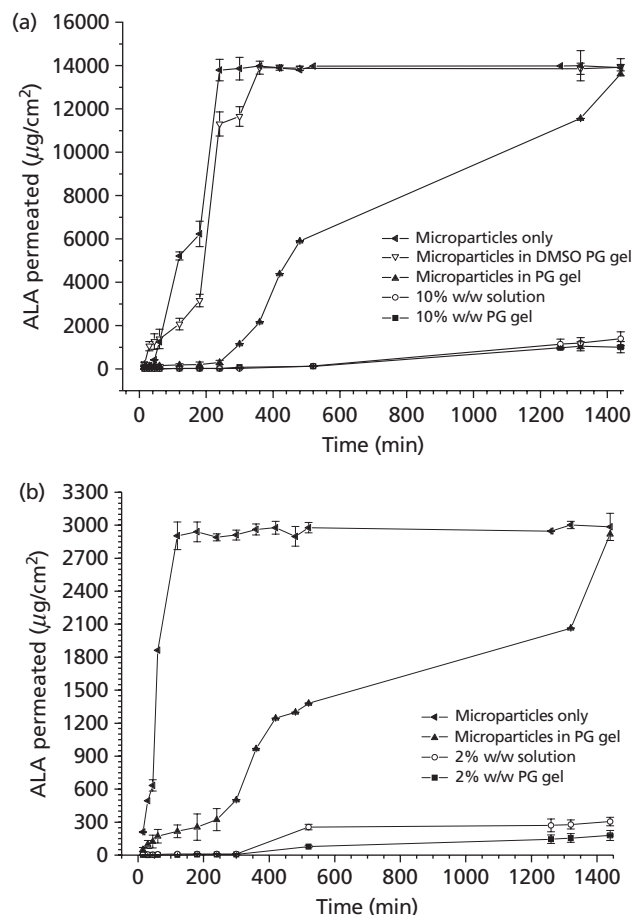 (a)
16000
14000
12000
10000
8000
6000
4000
2000
0
ALA permeated (μg/cm²)
Microparticles only
Microparticles in DMSO PG gel
Microparticles in PG gel
10% w/w solution
10% w/w PG gel
0 200 400 600 800 1000 1200 1400
Time (min)
(b)
3300
3000
2700
2400
2100
1800
1500
1200
900
600
300
0
ALA permeated (μg/cm²)
Microparticles only
Microparticles in PG gel
2% w/w solution
2% w/w PG gel
0 200 400 600 800 1000 1200 1400
Time (min)